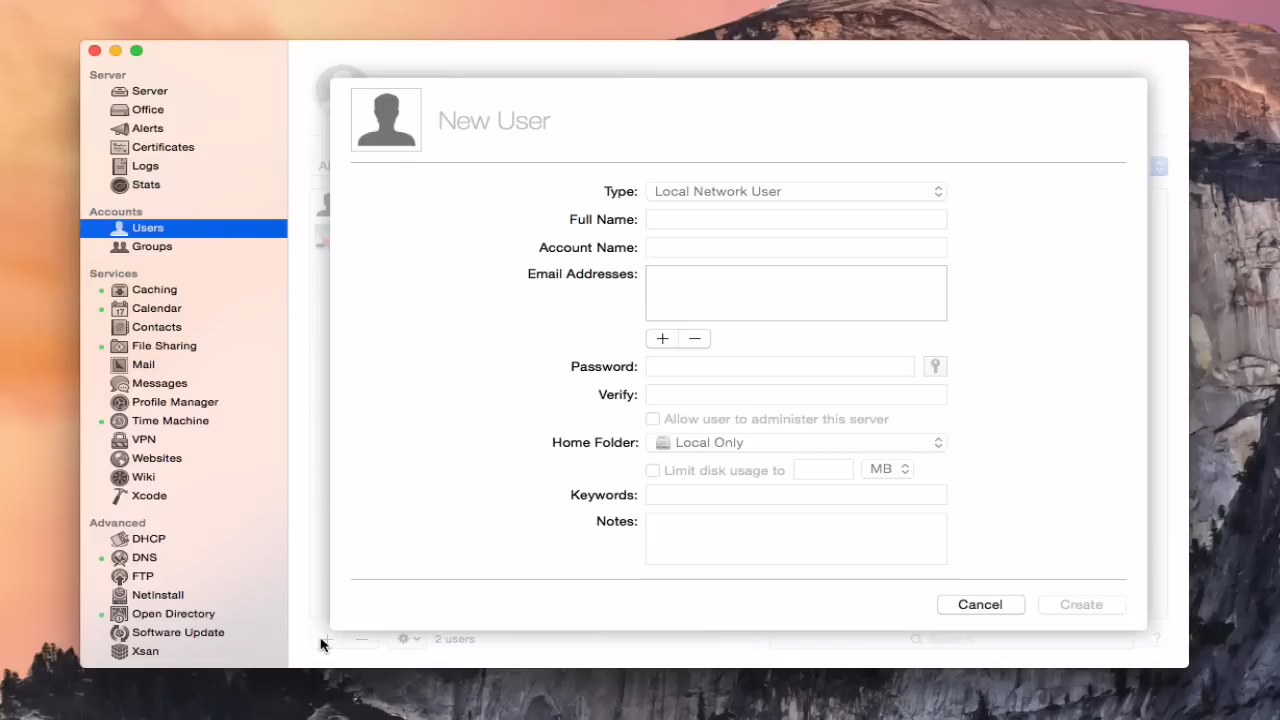 Server
Server
Office
Alerts
Certificates
Logs
Stats
Accounts
Users
Groups
Services
Caching
Calendar
17
Contacts
File Sharing
Mail
Messages
Profile Manager
Time Machine
VPN
Websites
Wiki
Xcode
Advanced
DHCP
DNS
FTP
NetInstall
Open Directory
Software Update
Xsan
New User
Type: Local Network User
Full Name:
Account Name:
Email Addresses:
+ −
Password:
Verify:
Allow user to administer this server
Home Folder: Local Only
Limit disk usage to MB
Keywords:
Notes:
Cancel Create
2 users
Search
?